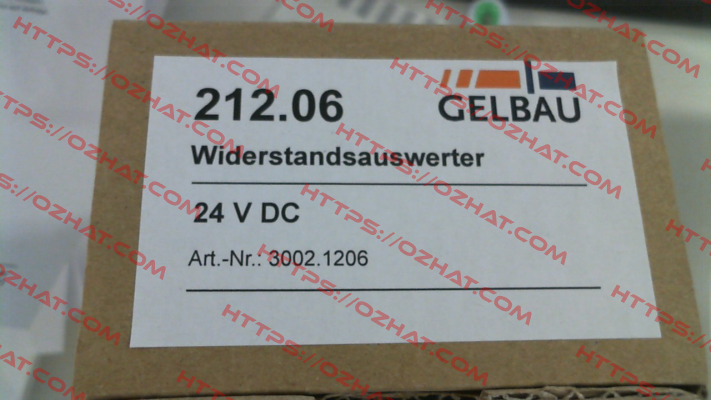 212.06
GELBAU
Widerstandsauswerter
24 V DC
Art.-Nr.: 3002.1206
HTTPS://OZHAT.COM